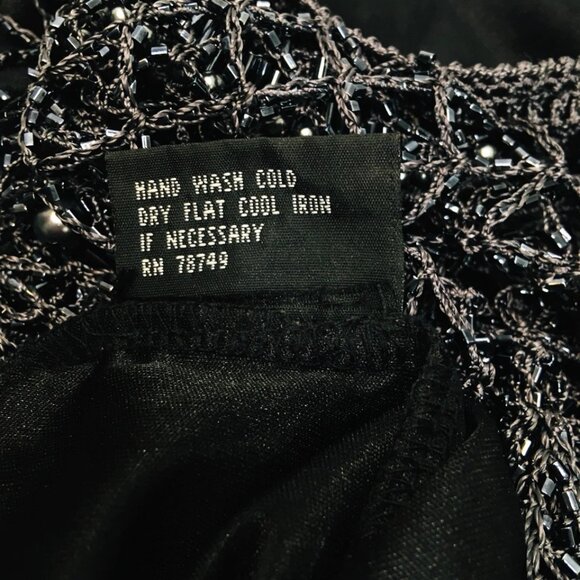 HAND WASH COLD
DRY FLAT COOL IRON
IF NECESSARY
RN 78749